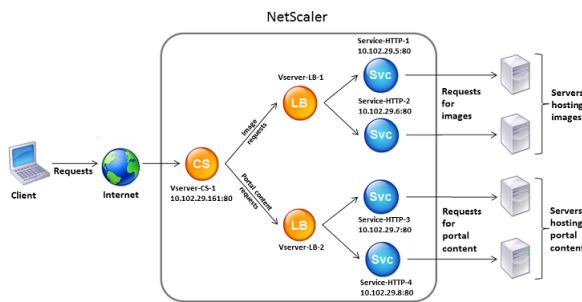 NetScaler
Service-HTTP-1
10.102.29.5:80
Svc
Vserver-LB-1
LB
Service-HTTP-2
10.102.29.6:80
Svc
Requests
for
images
Servers
hosting
images
Image
requests
Client
Requests
Internet
CS
Vserver-CS-1
10.102.29.161:80
Portal content
requests
LB
Vserver-LB-2
Svc
Service-HTTP-3
10.102.29.7:80
Svc
Service-HTTP-4
10.102.29.8:80
Requests
for
portal
content
Servers
hosting
portal
content